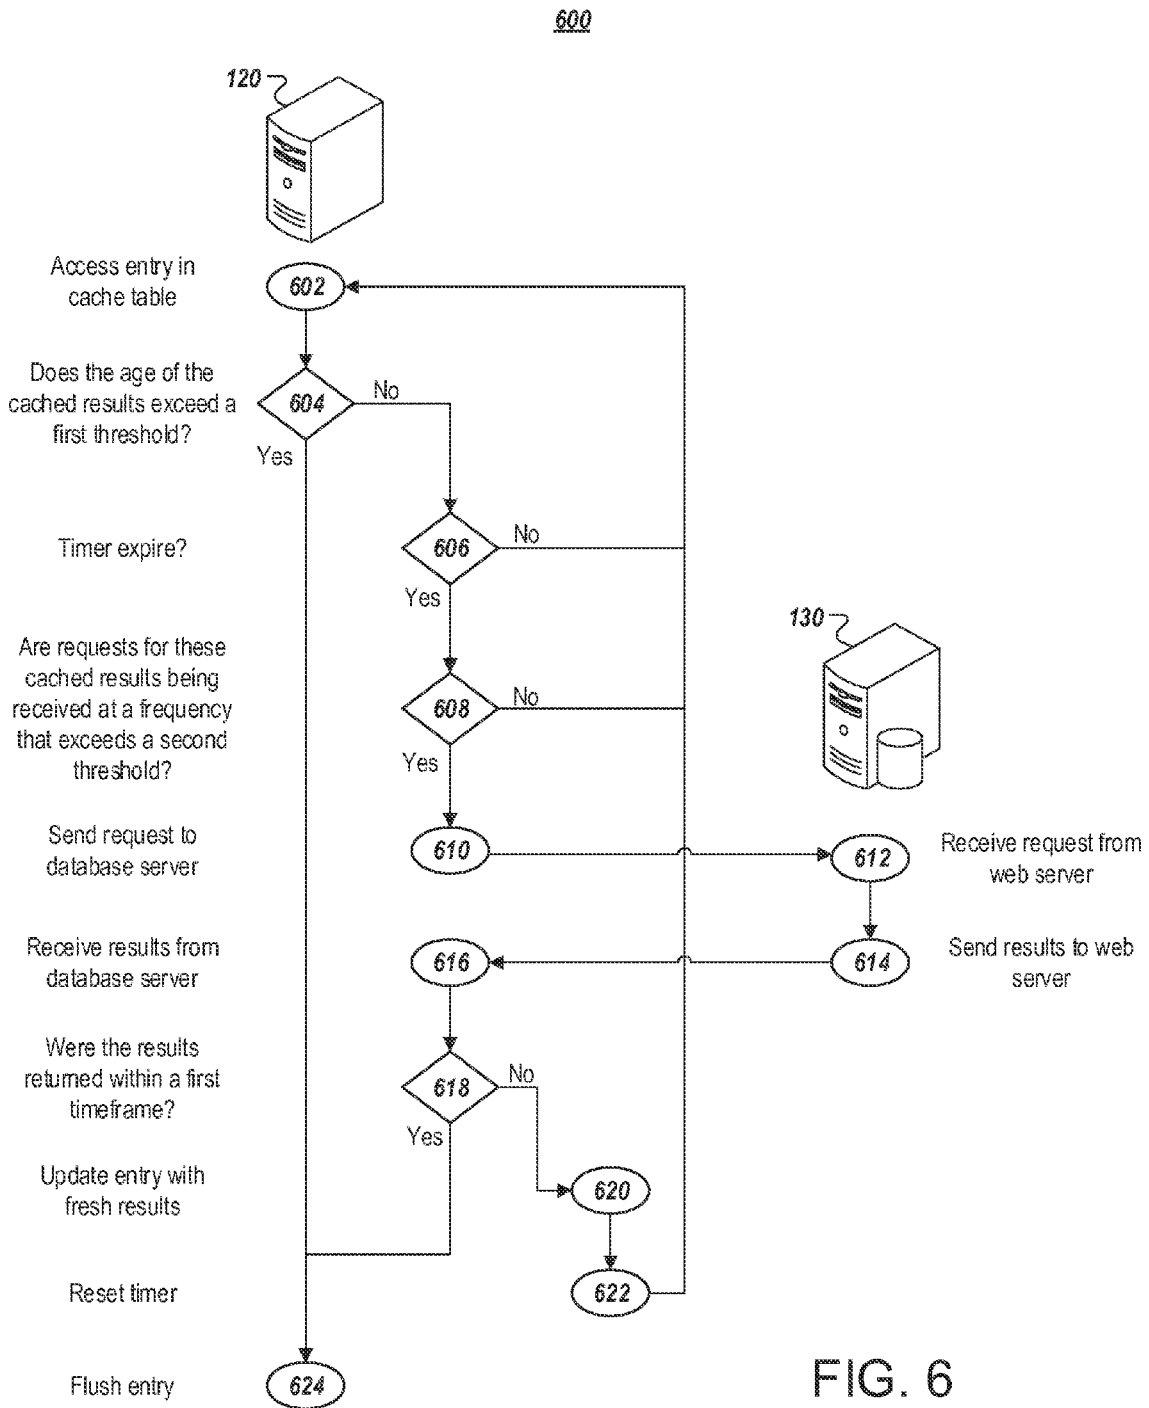 600
120
Access entry in
cache table
602
Does the age of the
cached results exceed a
first threshold?
604
No
Yes
Timer expire?
606
No
Yes
130
Are requests for these
cached results being
received at a frequency
that exceeds a second
threshold?
608
No
Yes
Send request to
database server
610
612
Receive request from
web server
Receive results from
database server
616
614
Send results to web
server
Were the results
returned within a first
timeframe?
618
No
Yes
Update entry with
fresh results
620
Reset timer
622
Flush entry
624
FIG. 6